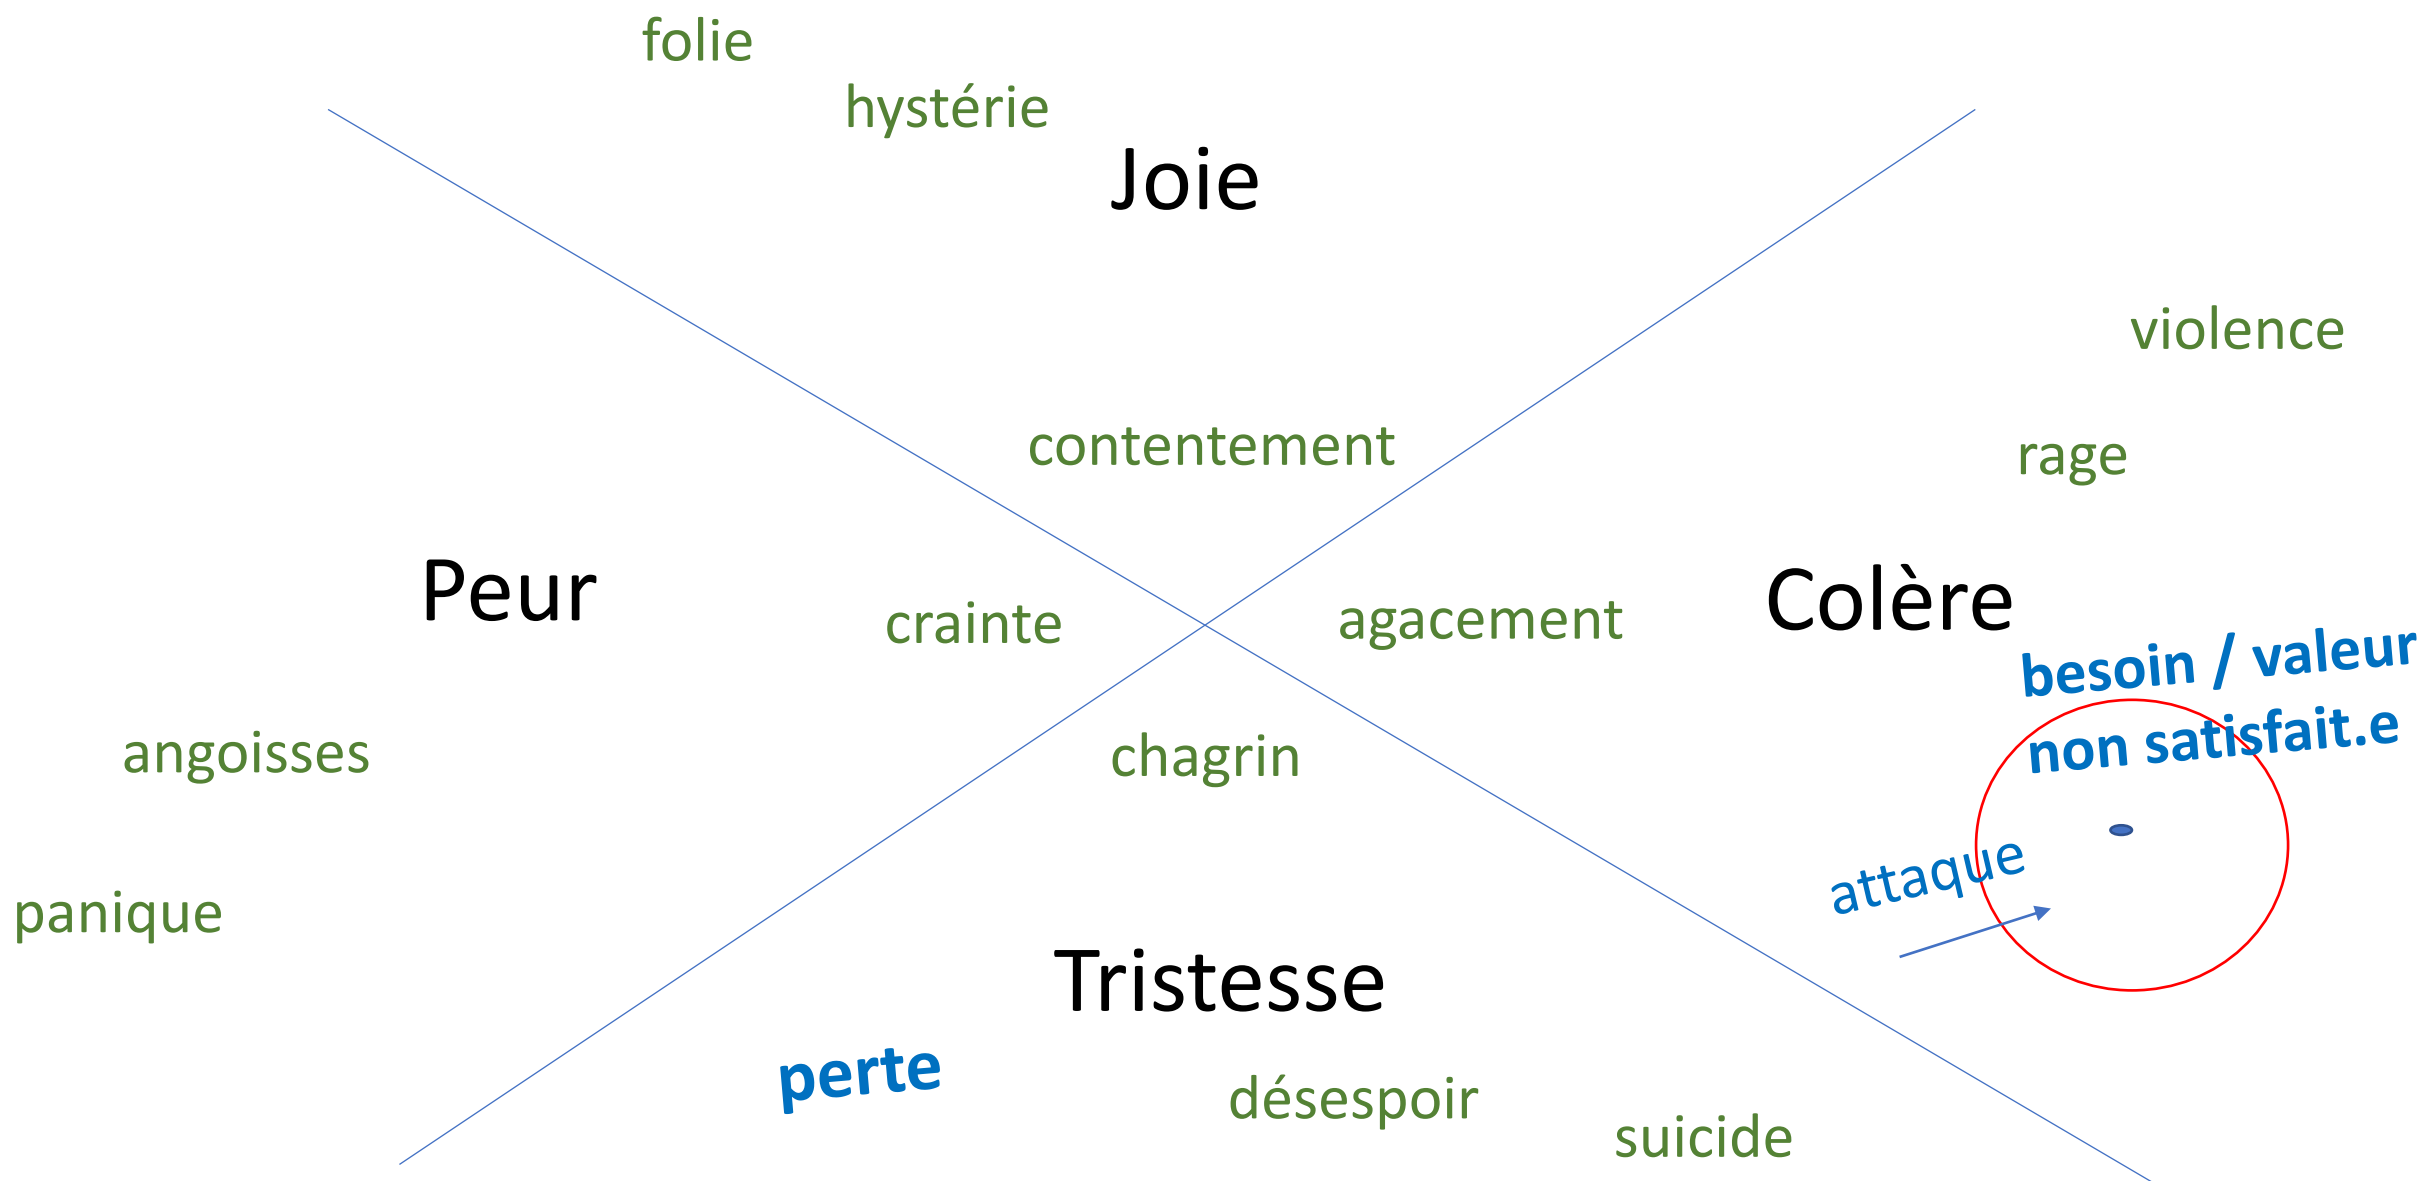 folie
hystérie
Joie
violence
contentement
rage
Peur
crainte
agacement
Colère
besoin / valeur
non satisfait.e
angoisses
chagrin
attaque
panique
Tristesse
perte
désespoir
suicide